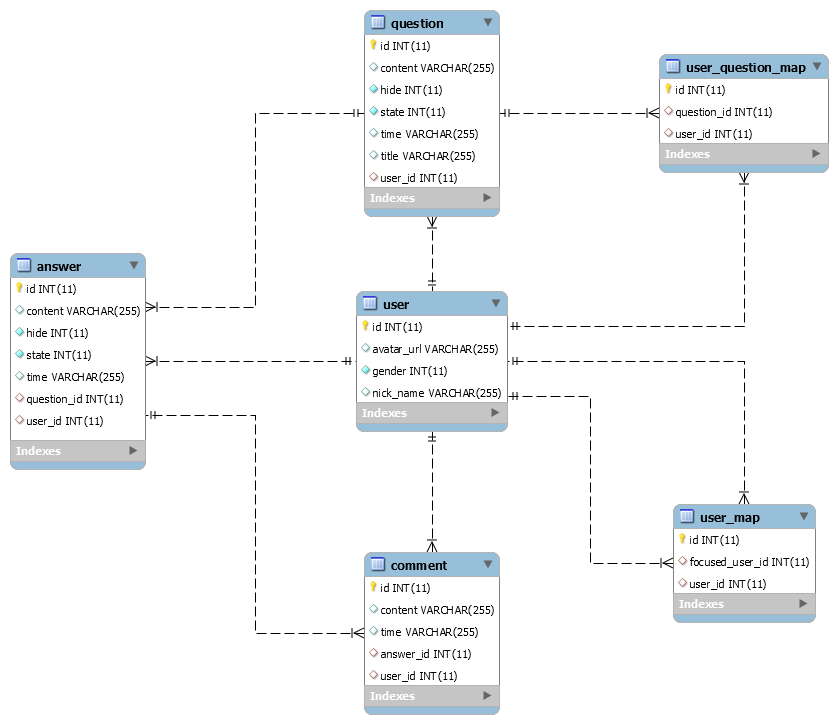 question
id INT(11)
content VARCHAR(255)
hide INT(11)
state INT(11)
time VARCHAR(255)
title VARCHAR(255)
user_id INT(11)
Indexes
user_question_map
id INT(11)
question_id INT(11)
user_id INT(11)
Indexes
answer
id INT(11)
content VARCHAR(255)
hide INT(11)
state INT(11)
time VARCHAR(255)
question_id INT(11)
user_id INT(11)
Indexes
user
id INT(11)
avatar_url VARCHAR(255)
gender INT(11)
nick_name VARCHAR(255)
Indexes
user_map
id INT(11)
focused_user_id INT(11)
user_id INT(11)
Indexes
comment
id INT(11)
content VARCHAR(255)
time VARCHAR(255)
answer_id INT(11)
user_id INT(11)
Indexes